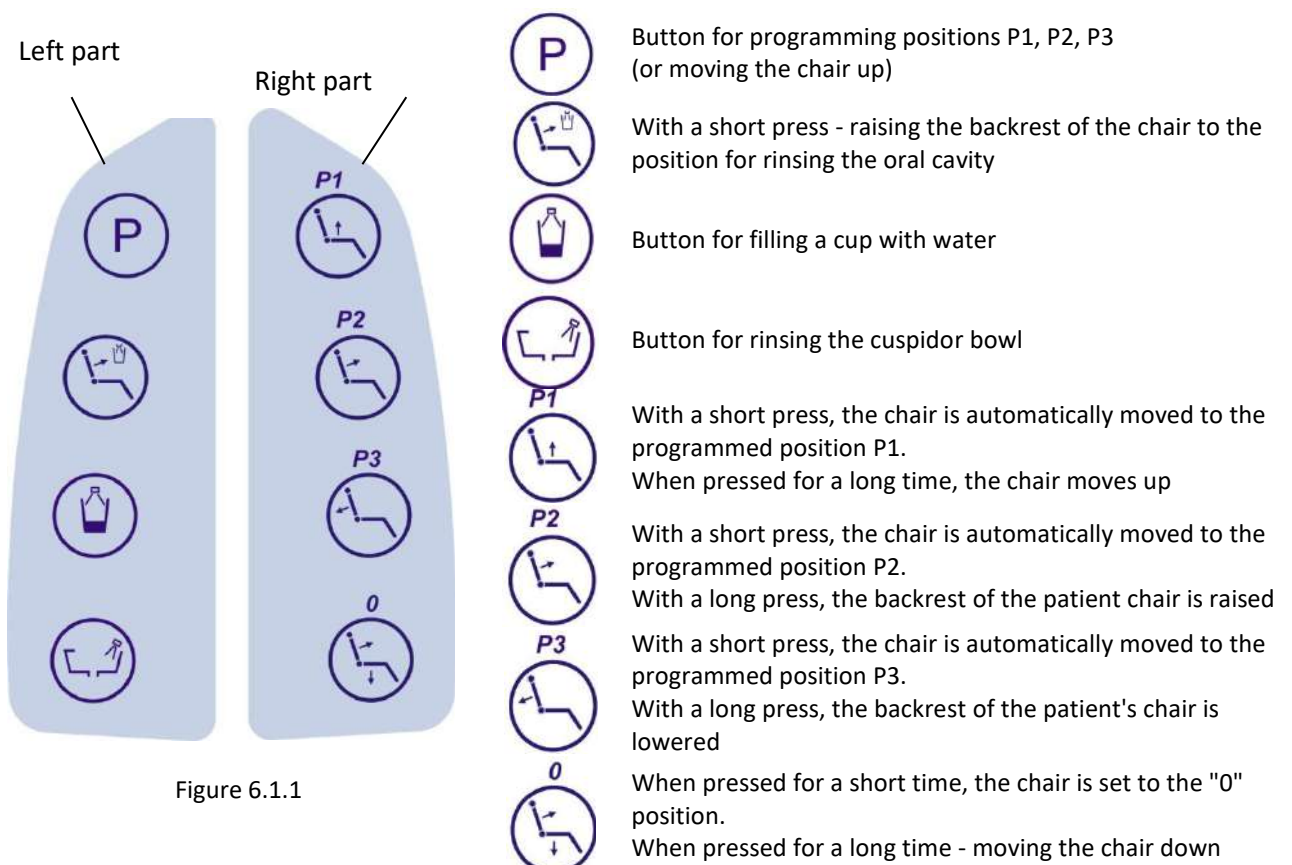 Left part
Right part
P
P1
P2
P3
0
Figure 6.1.1
P
Button for programming positions P1, P2, P3
(or moving the chair up)
With a short press - raising the backrest of the chair to the
position for rinsing the oral cavity
Button for filling a cup with water
Button for rinsing the cuspidor bowl
P1
With a short press, the chair is automatically moved to the
programmed position P1.
When pressed for a long time, the chair moves up
P2
With a short press, the chair is automatically moved to the
programmed position P2.
With a long press, the backrest of the patient chair is raised
P3
With a short press, the chair is automatically moved to the
programmed position P3.
With a long press, the backrest of the patient's chair is
lowered
0
When pressed for a short time, the chair is set to the "0"
position.
When pressed for a long time - moving the chair down